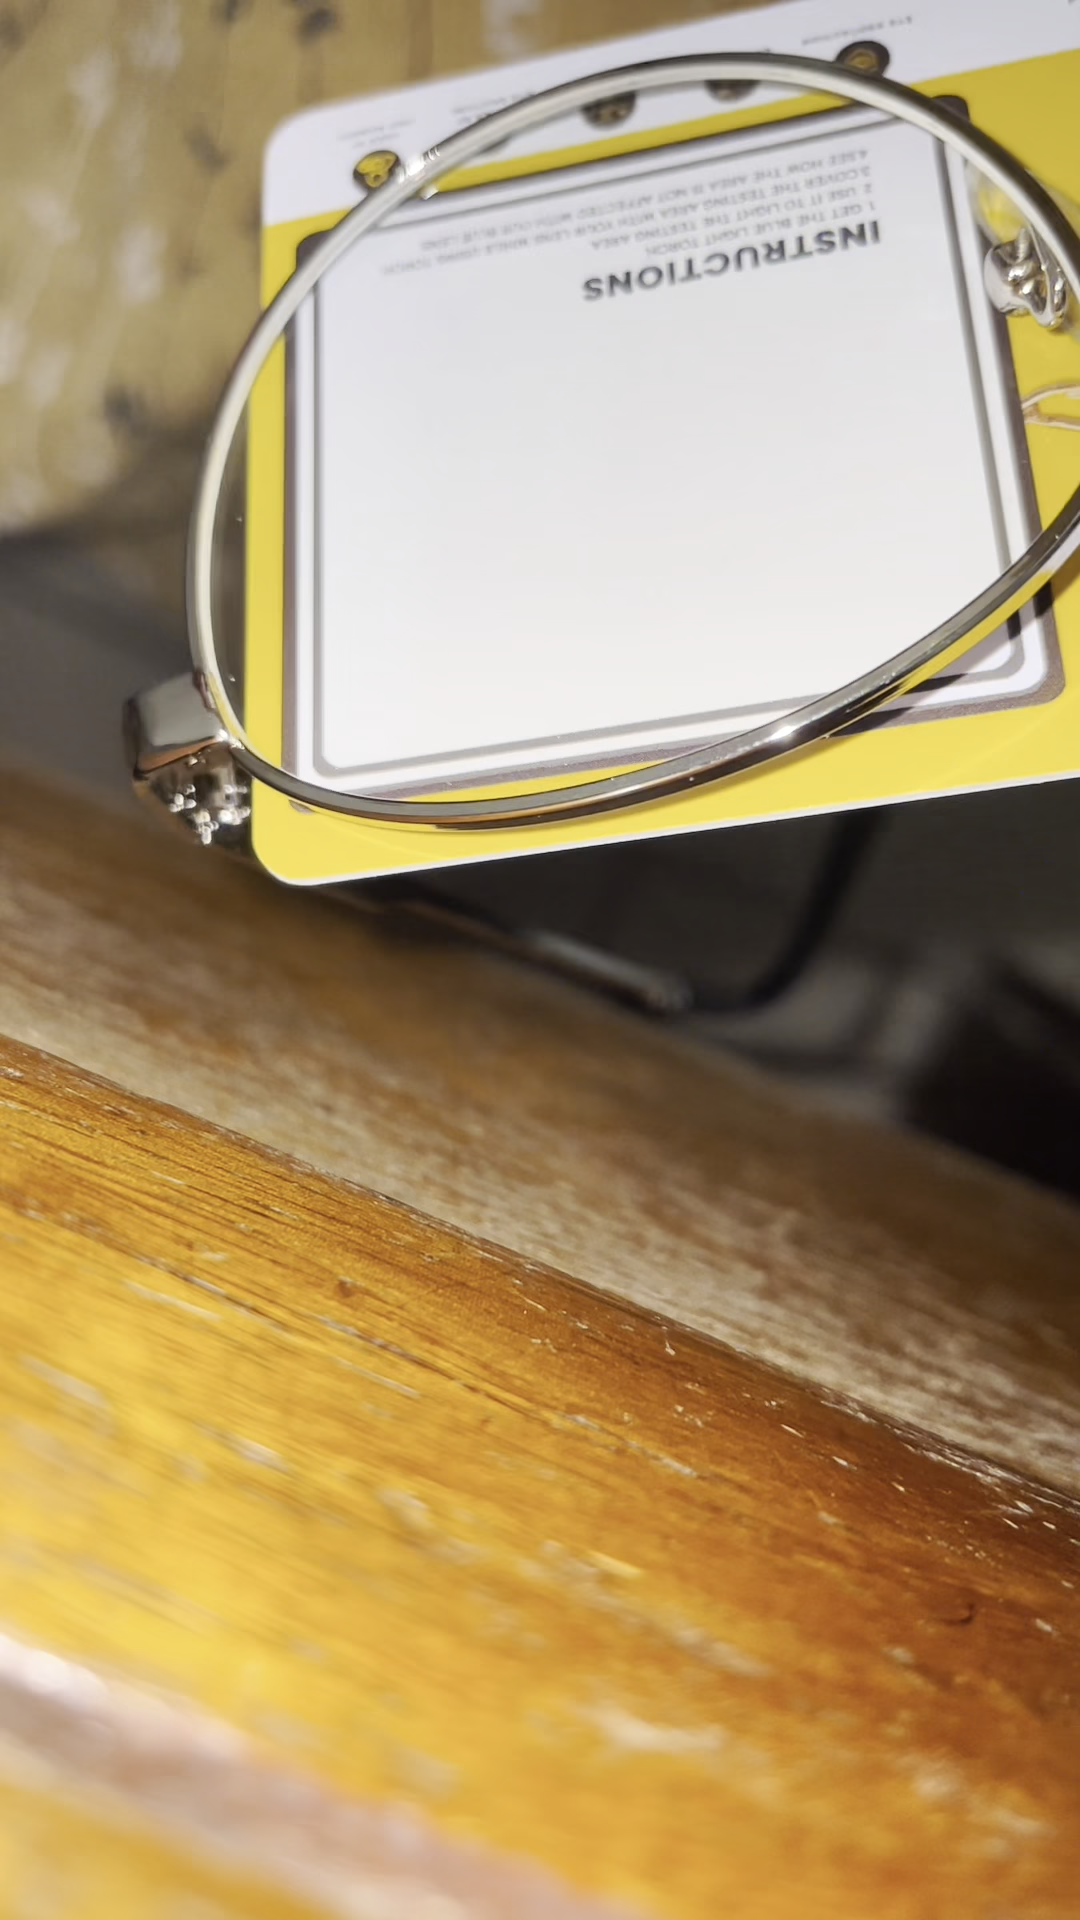 INSTRUCTIONS
1. GET THE BLUE LIGHT TORCH
2. USE IT TO LIGHT THE TESTING AREA
3.COVER THE TESTING AREA WITH YOUR LENS WHILE USING TORCH
4.SEE HOW THE AREA IS NOT AFFECTED WITH OUR BLUE LENS